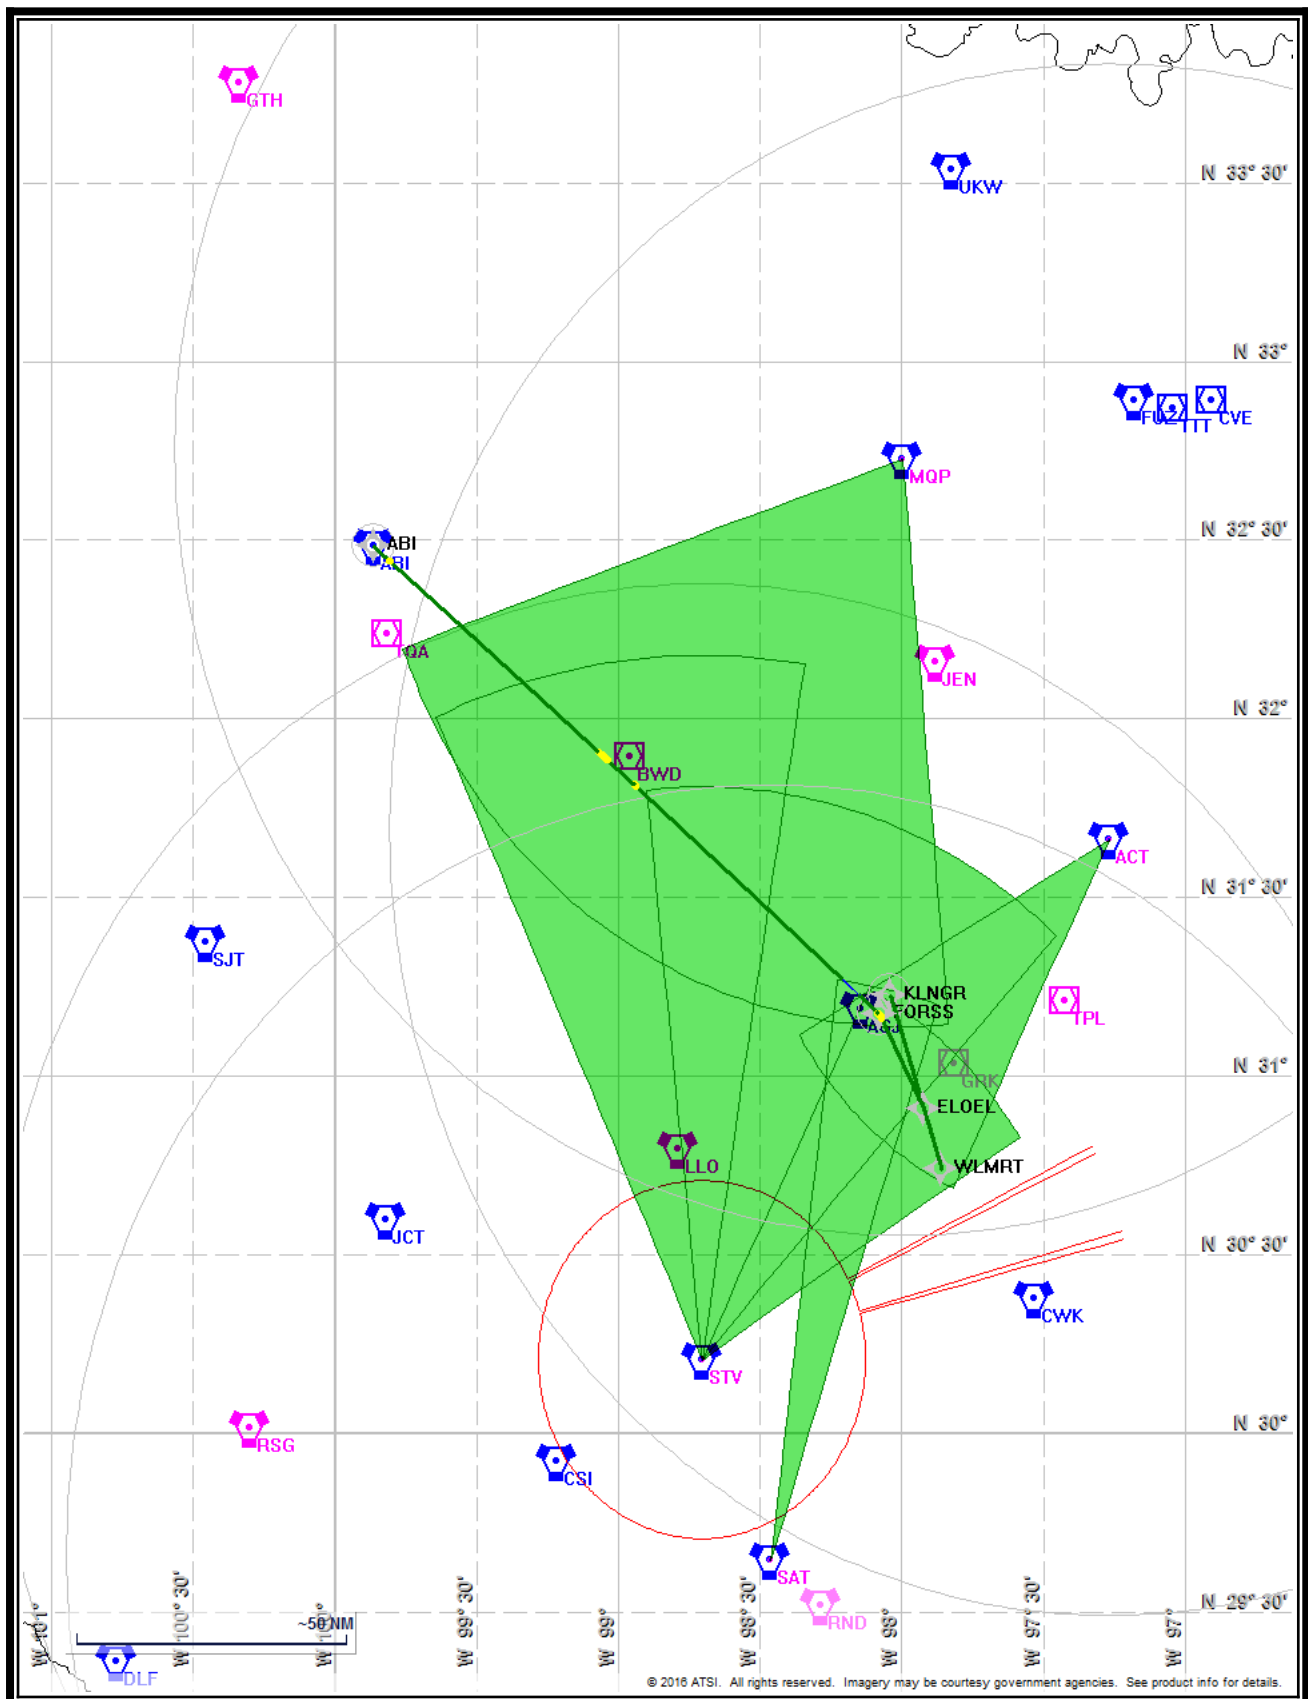 GTH
N 33° 30'
UKW
N 33°
FUZ
TTT
CVE
MQP
N 32° 30'
ABI
ABI
TQA
JEN
N 32°
BWD
ACT
N 31° 30'
SJT
KLNGR
FORSS
AGJ
TPL
N 31°
GRK
ELOEL
LLO
WLMRT
JCT
N 30° 30'
CWK
STV
N 30°
RSG
CSI
SAT
RND
N 29° 30'
~50 NM
DLF
W 101°
W 100° 30'
W 99° 30'
W 99°
W 98° 30'
W 98°
W 97° 30'
W 97°
© 2016 ATSI. All rights reserved. Imagery may be courtesy government agencies. See product info for details.